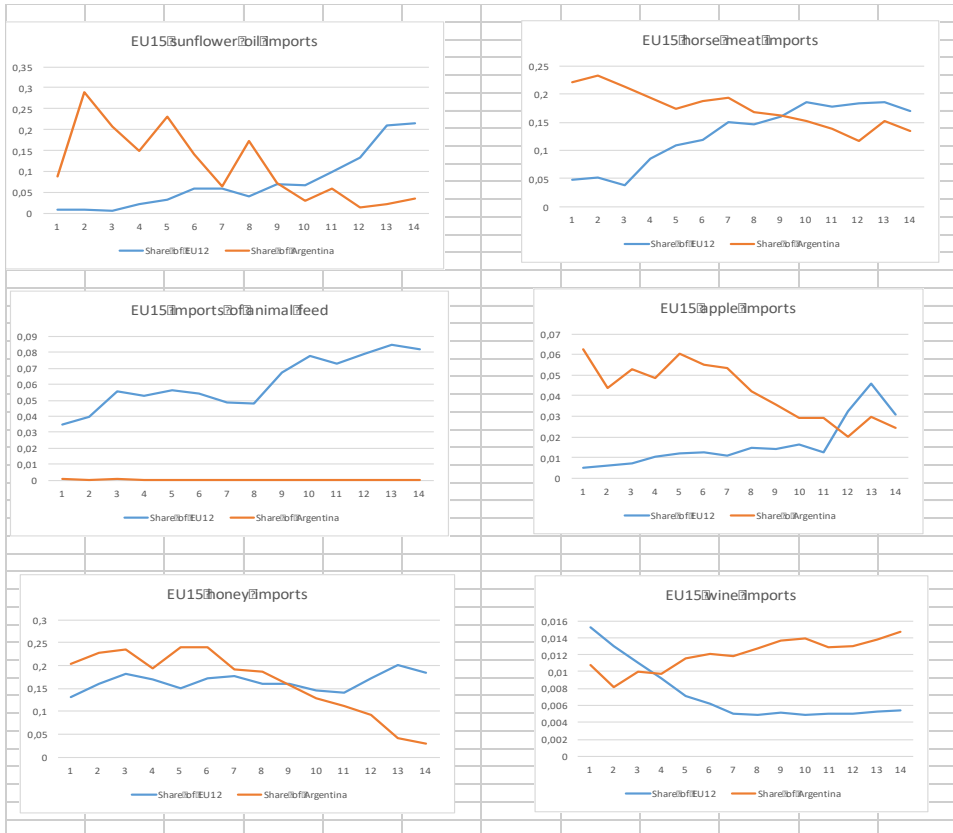 EU15 sunflower oil imports
0,35
0,3
0,25
0,2
0,15
0,1
0,05
0
1 2 3 4 5 6 7 8 9 10 11 12 13 14
Share of EU12 Share of Argentina
EU15 horse meat imports
0,25
0,2
0,15
0,1
0,05
0
1 2 3 4 5 6 7 8 9 10 11 12 13 14
Share of EU12 Share of Argentina
EU15 imports of animal feed
0,09
0,08
0,07
0,06
0,05
0,04
0,03
0,02
0,01
0
1 2 3 4 5 6 7 8 9 10 11 12 13 14
Share of EU12 Share of Argentina
EU15 apple imports
0,07
0,06
0,05
0,04
0,03
0,02
0,01
0
1 2 3 4 5 6 7 8 9 10 11 12 13 14
Share of EU12 Share of Argentina
EU15 honey imports
0,3
0,25
0,2
0,15
0,1
0,05
0
1 2 3 4 5 6 7 8 9 10 11 12 13 14
Share of EU12 Share of Argentina
EU15 wine imports
0,016
0,014
0,012
0,01
0,008
0,006
0,004
0,002
0
1 2 3 4 5 6 7 8 9 10 11 12 13 14
Share of EU12 Share of Argentina